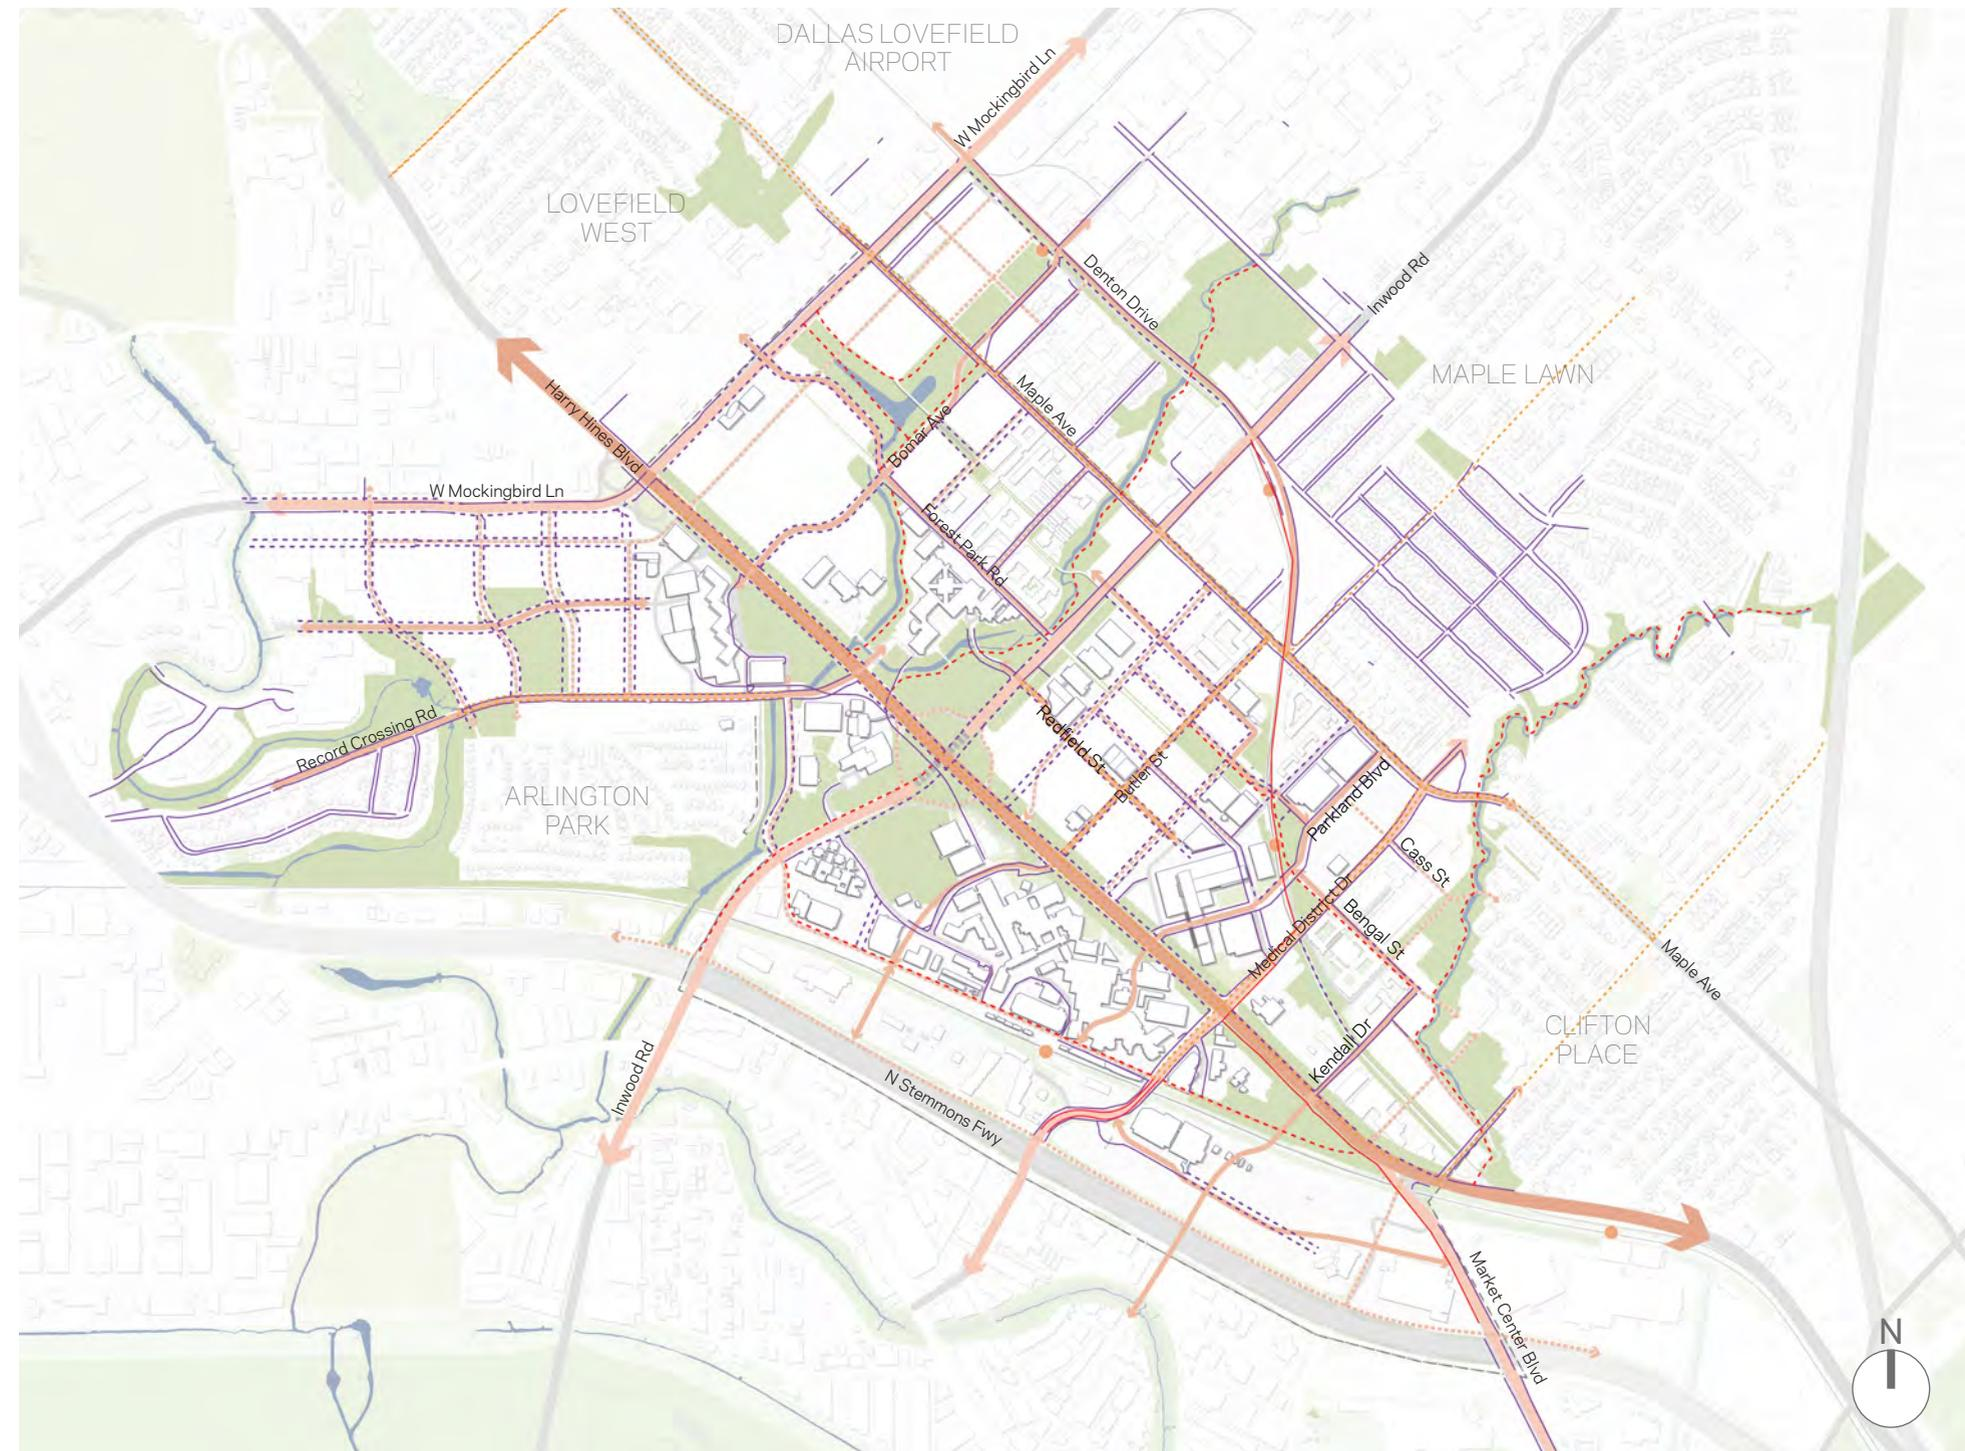 DALLAS LOVEFIELD
AIRPORT
W Mockingbird Ln
LOVEFIELD
WEST
Inwood Rd
Denton Drive
MAPLE LAWN
Harry Hines Blvd
Maple Ave
Bomar Ave
W Mockingbird Ln
Forest Park Rd
Record Crossing Rd
Redfield St
Butler St
ARLINGTON
PARK
Parkland Blvd
Cass St
Medical District Dr
Bengal St
Maple Ave
CLIFTON
PLACE
Kendall Dr
Inwood Rd
N Stemmons Fwy
Market Center Blvd
N